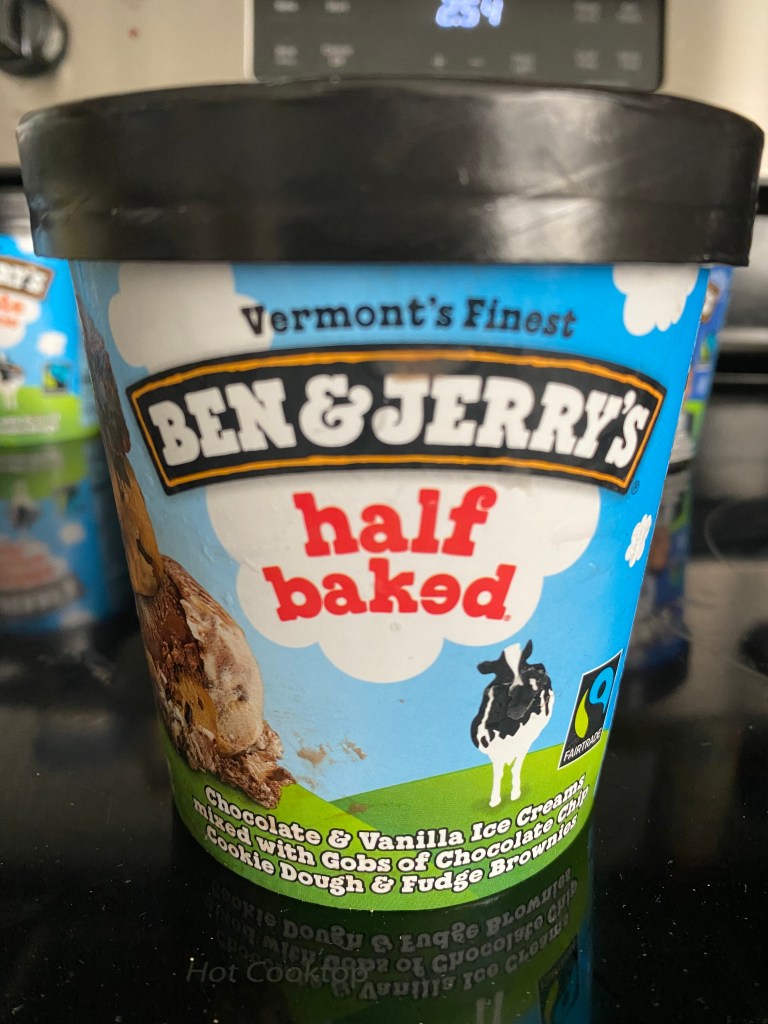 254
Vermont's Finest
BEN & JERRY'S
half
baked
FAIRTRADE
Chocolate & Vanilla Ice Creams
mixed with Gobs of Chocolate Chip
Cookie Dough & Fudge Brownies
Hot Cooktop